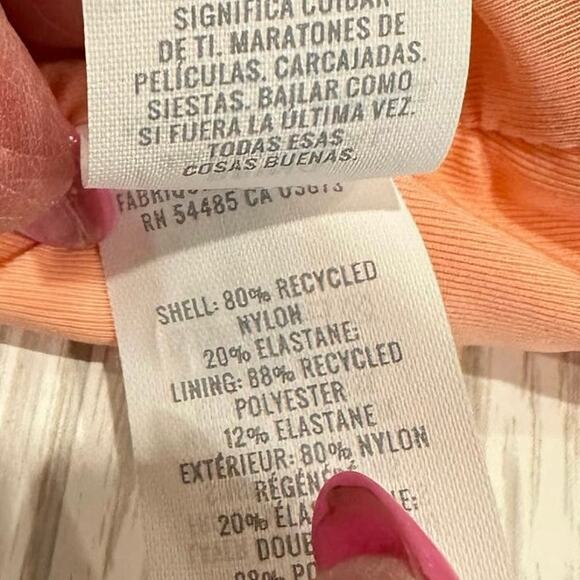 SIGNIFICA CUIDAR
DE TI. MARATONES DE
PELÍCULAS. CARCAJADAS.
SIESTAS. BAILAR COMO
SI FUERA LA ÚLTIMA VEZ.
TODAS ESAS
COSAS BUENAS.
RN 54485 CA 05673
SHELL: 80% RECYCLED
NYLON
20% ELASTANE;
LINING: 88% RECYCLED
POLYESTER
12% ELASTANE
EXTÉRIEUR: 80% NYLON
20%